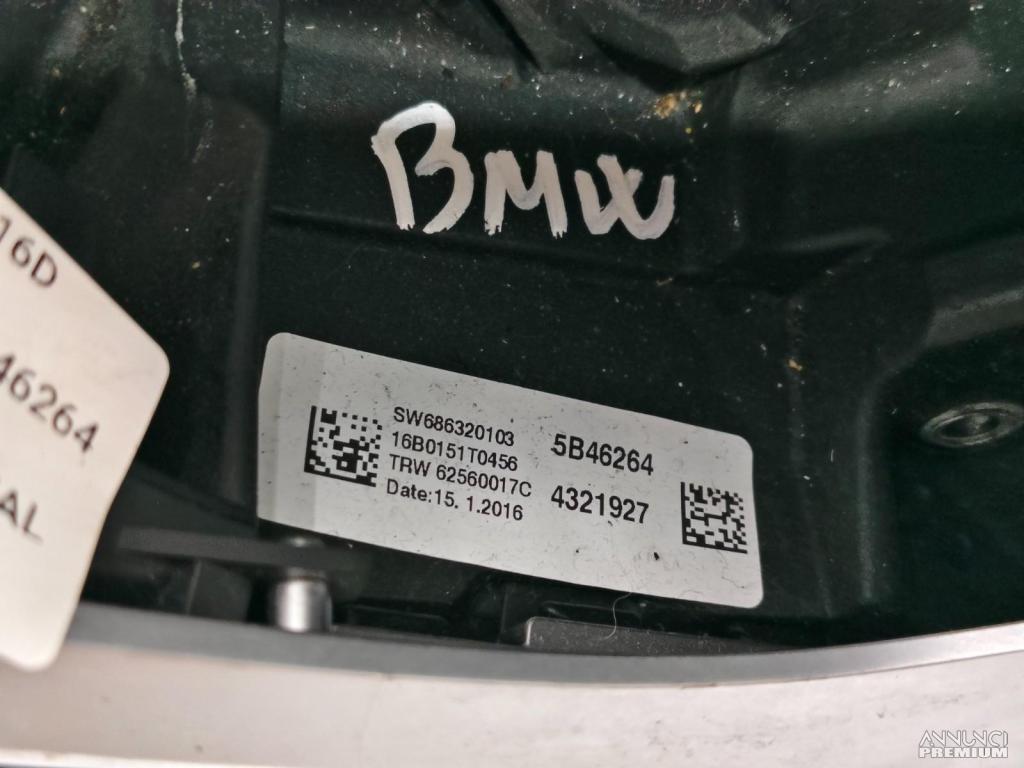 BMW
16D
46264
AL
SW686320103
16B0151T0456
TRW 62560017C
Date:15. 1.2016
5B46264
4321927
ANNUNCI
PREMIUM